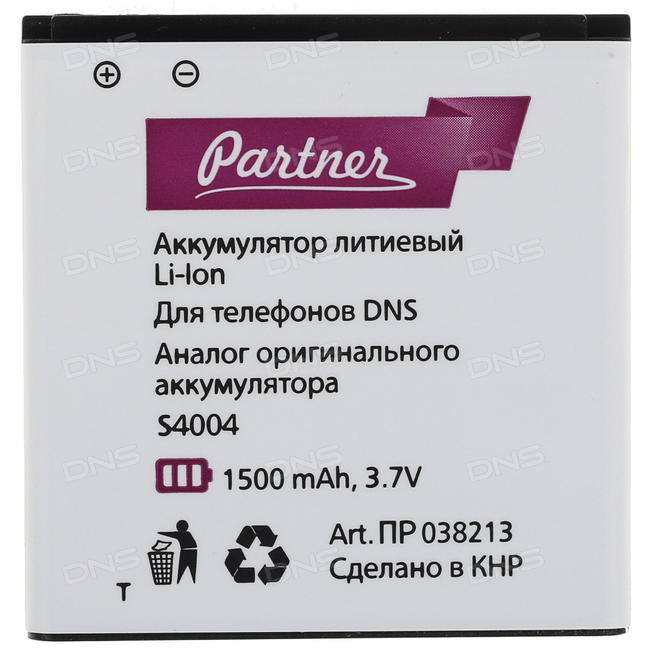 Partner
Аккумулятор литиевый
Li-Ion
Для телефонов DNS
Аналог оригинального
аккумулятора
S4004
1500 mAh, 3.7V
Art. ПР 038213
Сделано в КНР
T
DNS